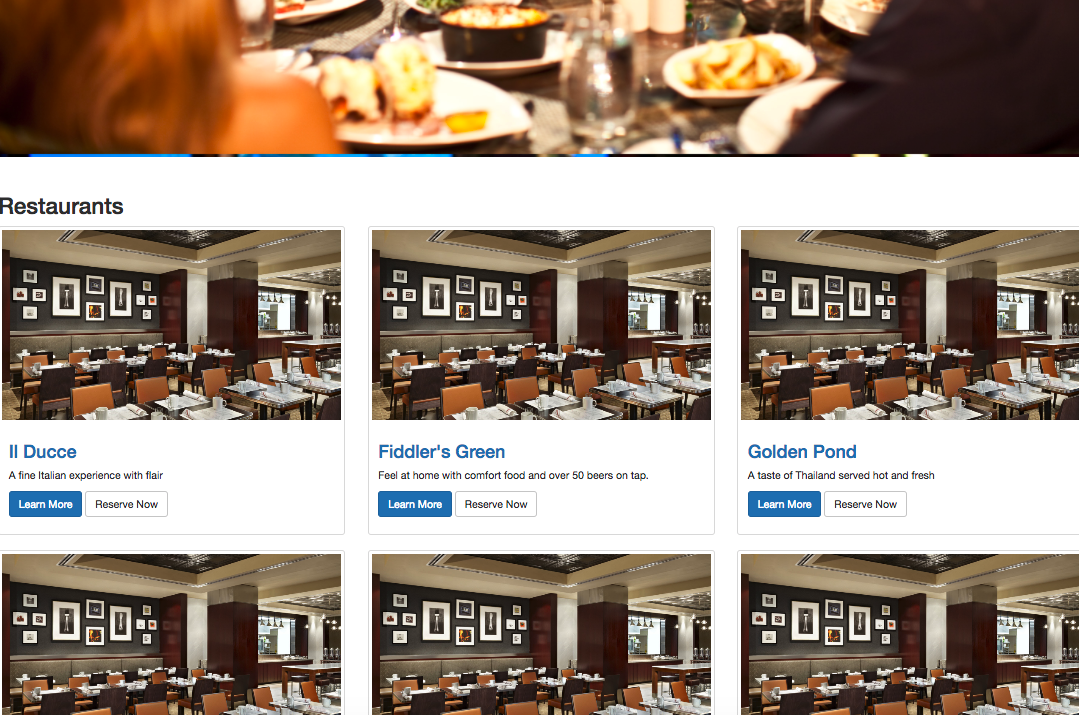 Restaurants
Il Ducce
A fine Italian experience with flair
Learn More Reserve Now
Fiddler's Green
Feel at home with comfort food and over 50 beers on tap.
Learn More Reserve Now
Golden Pond
A taste of Thailand served hot and fresh
Learn More Reserve Now